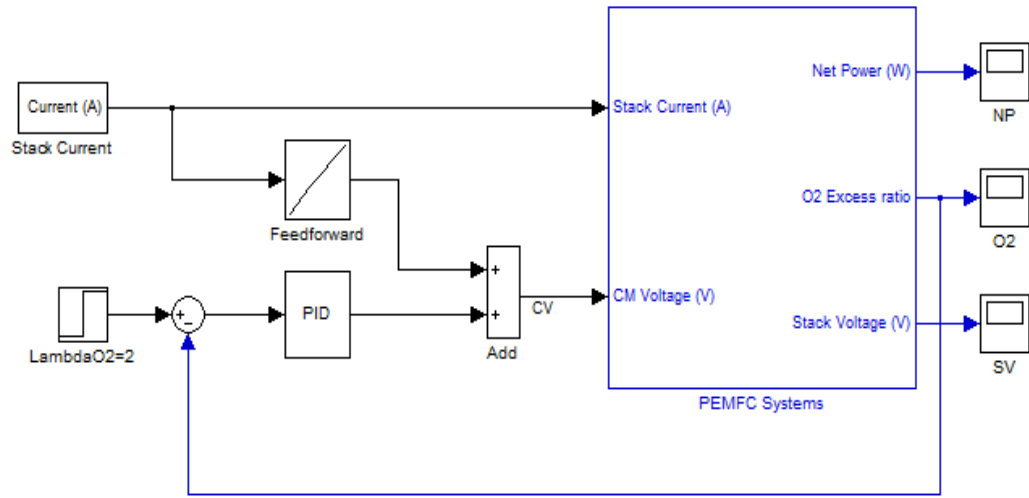 Net Power (W)
NP
Current (A)
Stack Current (A)
Stack Current
O2 Excess ratio
O2
Feedforward
+
+
CV
Add
CM Voltage (V)
Stack Voltage (V)
SV
+
−
PID
LambdaO2=2
PEMFC Systems